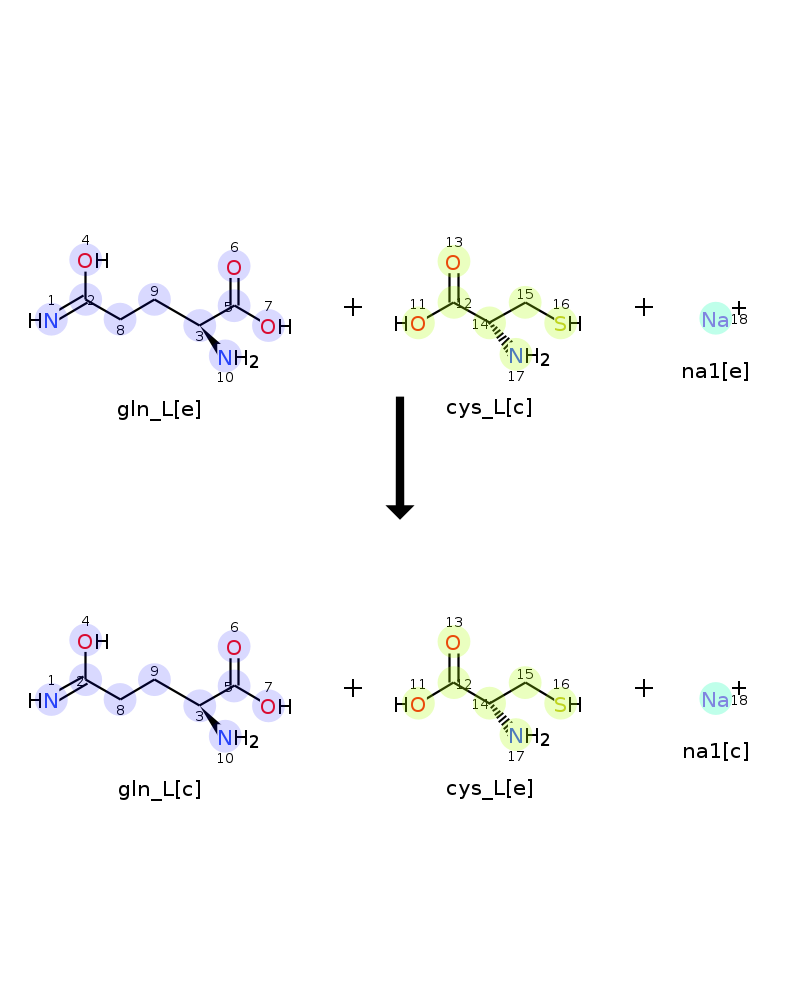 4 6 13
OH O O
1 2 9 5 7 11 12 15 16 +
HN 8 3 OH HO 14 SH Na 18
NH2 NH2
10 17
+ +
gln_L[e] cys_L[c] na1[e]
4 6 13
OH O O
1 2 9 5 7 11 12 15 16 +
HN 8 3 OH HO 14 SH Na 18
NH2 NH2
10 17
+ +
gln_L[c] cys_L[e] na1[c]